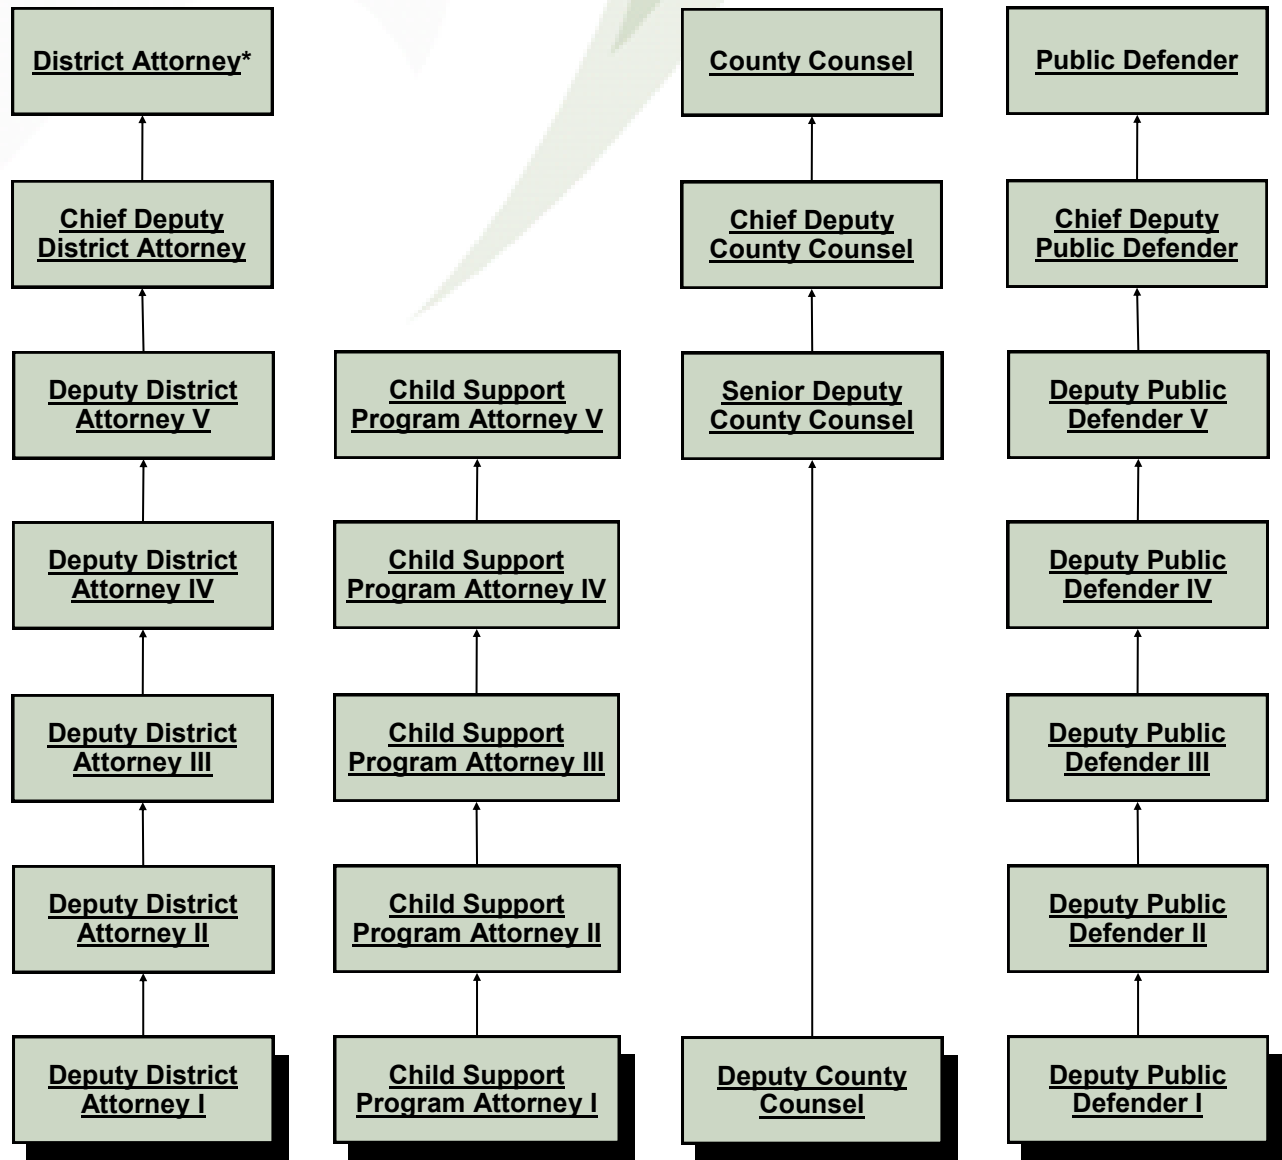 District Attorney*
Chief Deputy
District Attorney
Deputy District
Attorney V
Deputy District
Attorney IV
Deputy District
Attorney III
Deputy District
Attorney II
Deputy District
Attorney I
Child Support
Program Attorney V
Child Support
Program Attorney IV
Child Support
Program Attorney III
Child Support
Program Attorney II
Child Support
Program Attorney I
County Counsel
Chief Deputy
County Counsel
Senior Deputy
County Counsel
Deputy County
Counsel
Public Defender
Chief Deputy
Public Defender
Deputy Public
Defender V
Deputy Public
Defender IV
Deputy Public
Defender III
Deputy Public
Defender II
Deputy Public
Defender I